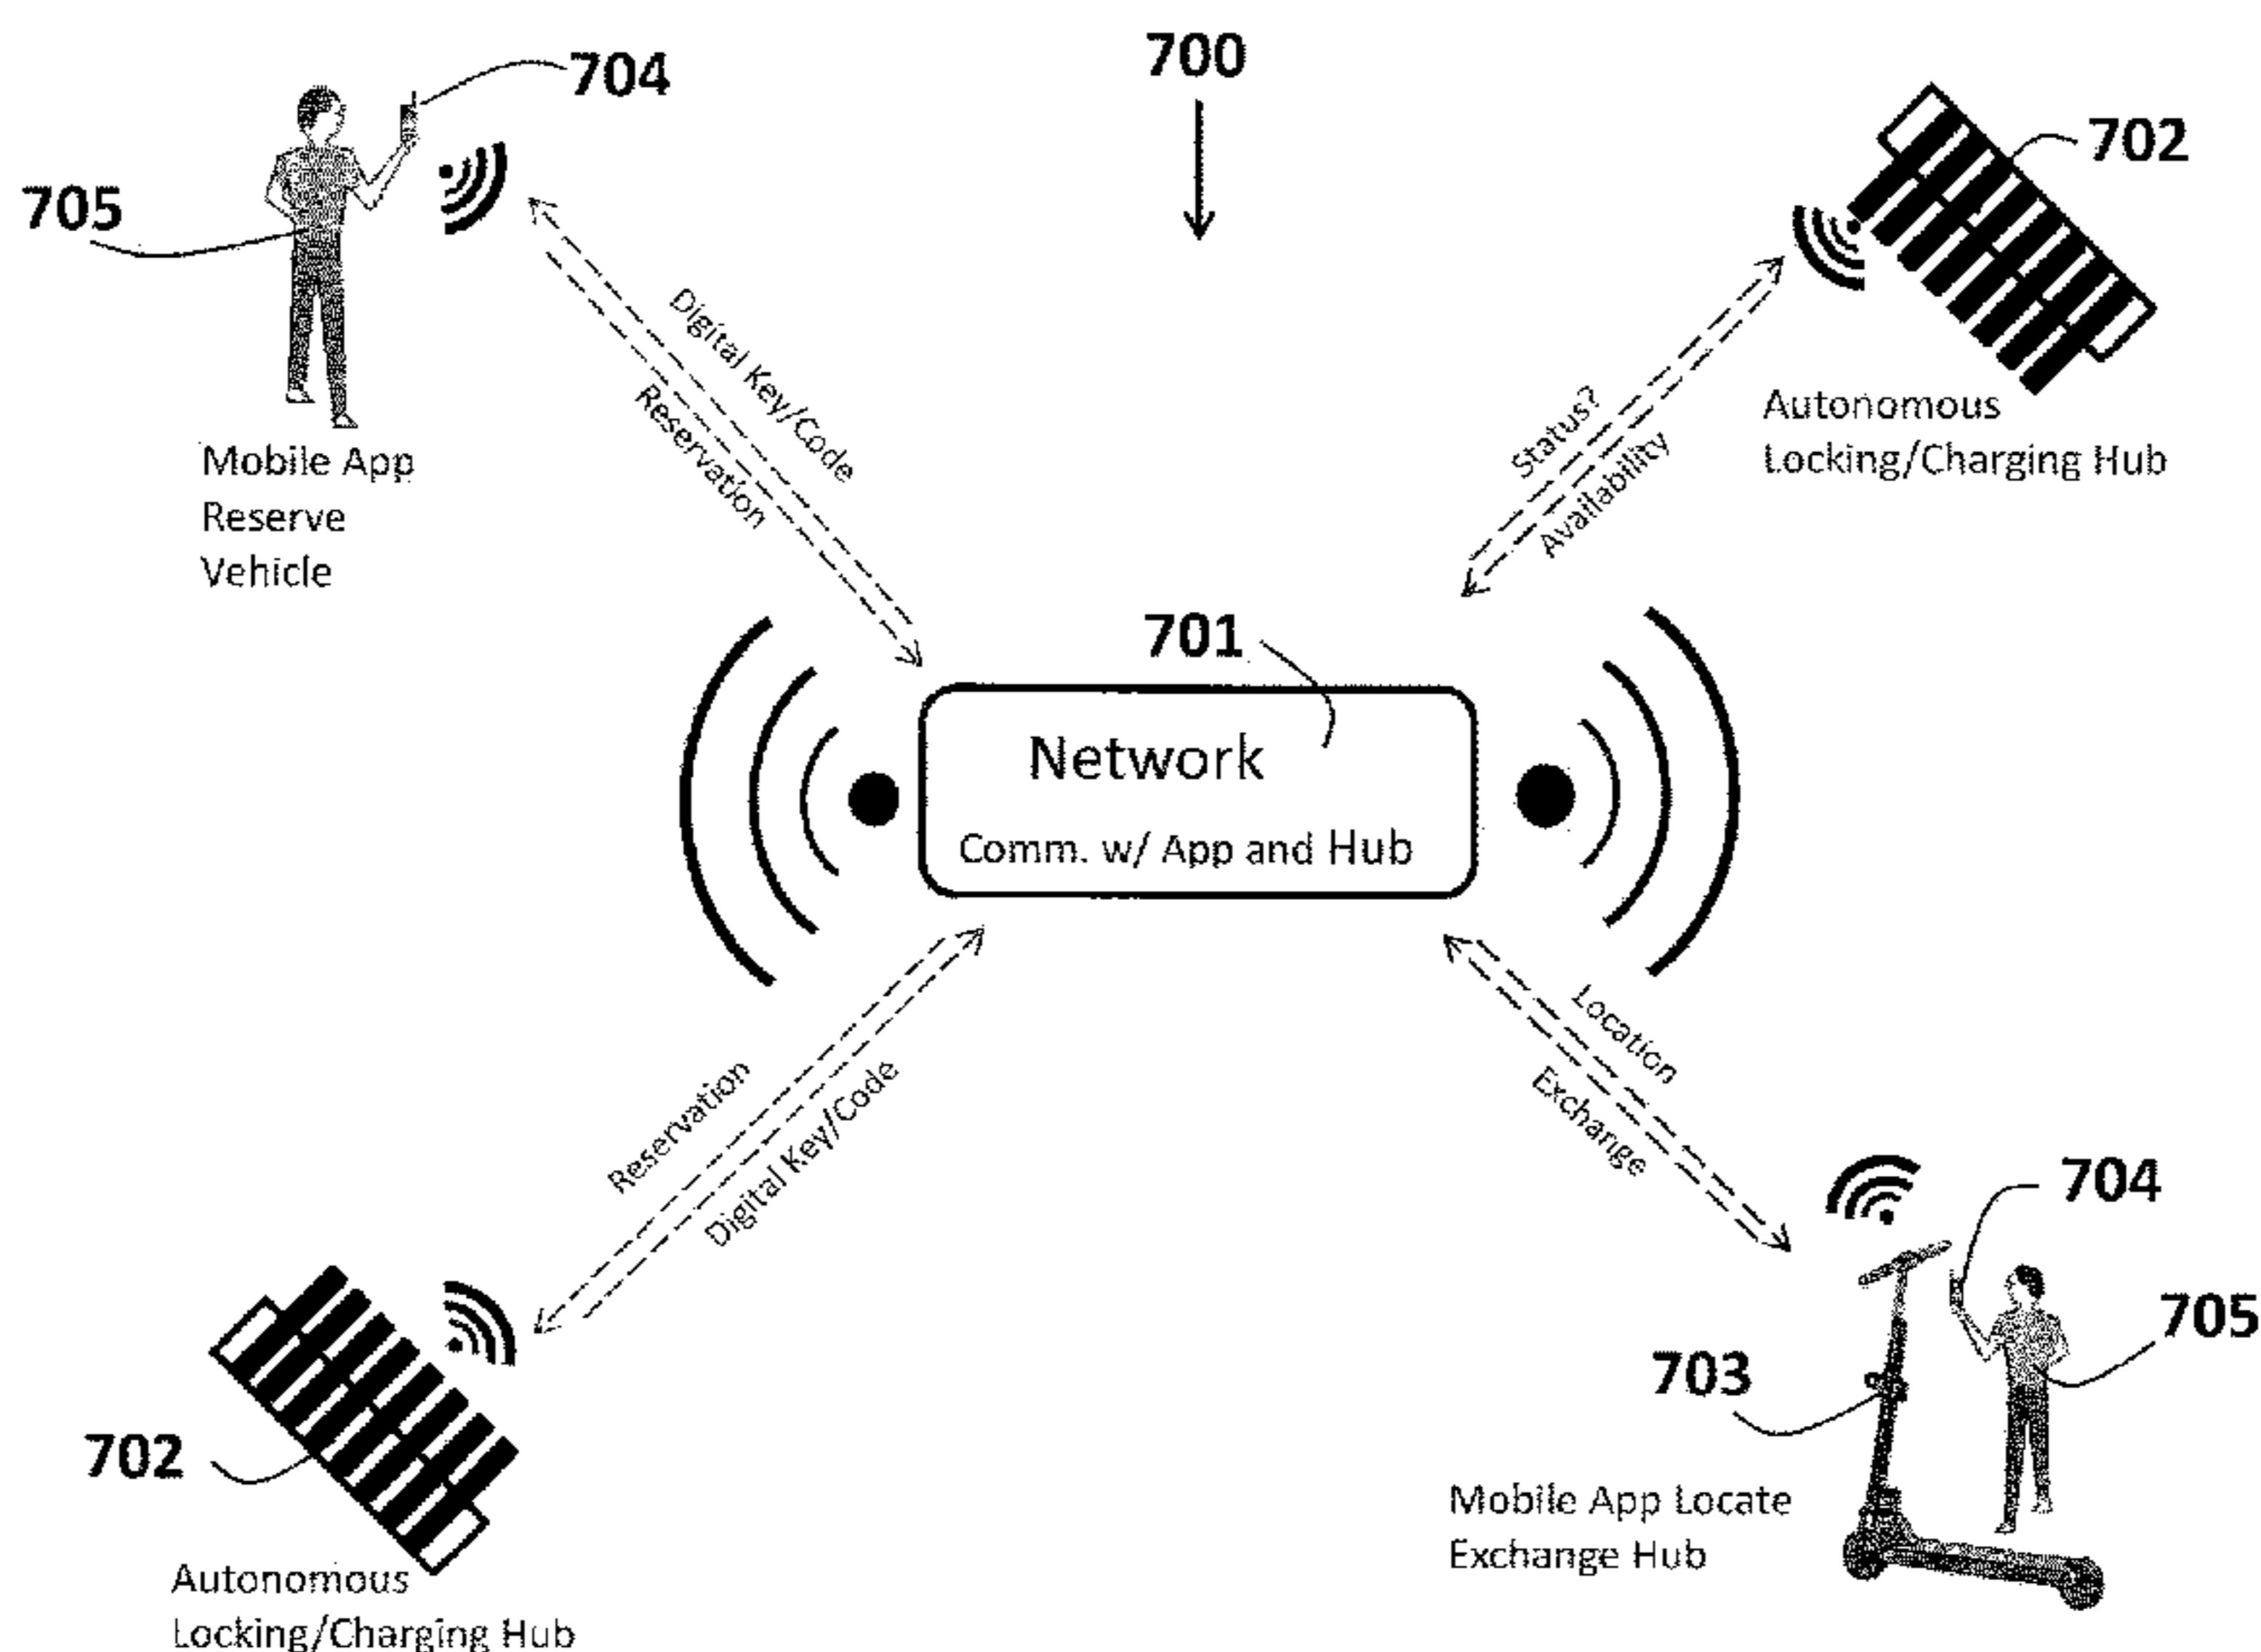 700
704
702
705
Digital Key/Code
Reservation
Mobile App
Reserve
Vehicle
Status?
Availability
Autonomous
Locking/Charging Hub
701
Network
Comm. w/ App and Hub
Reservation
Digital Key/Code
Location
Exchange
704
705
703
702
Mobile App Locate
Exchange Hub
Autonomous
Locking/Charging Hub